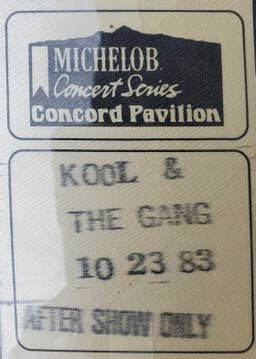 MICHELOB.
Concert Series
Concord Pavilion
KOOL &
THE GANG
10 23 83
AFTER SHOW ONLY